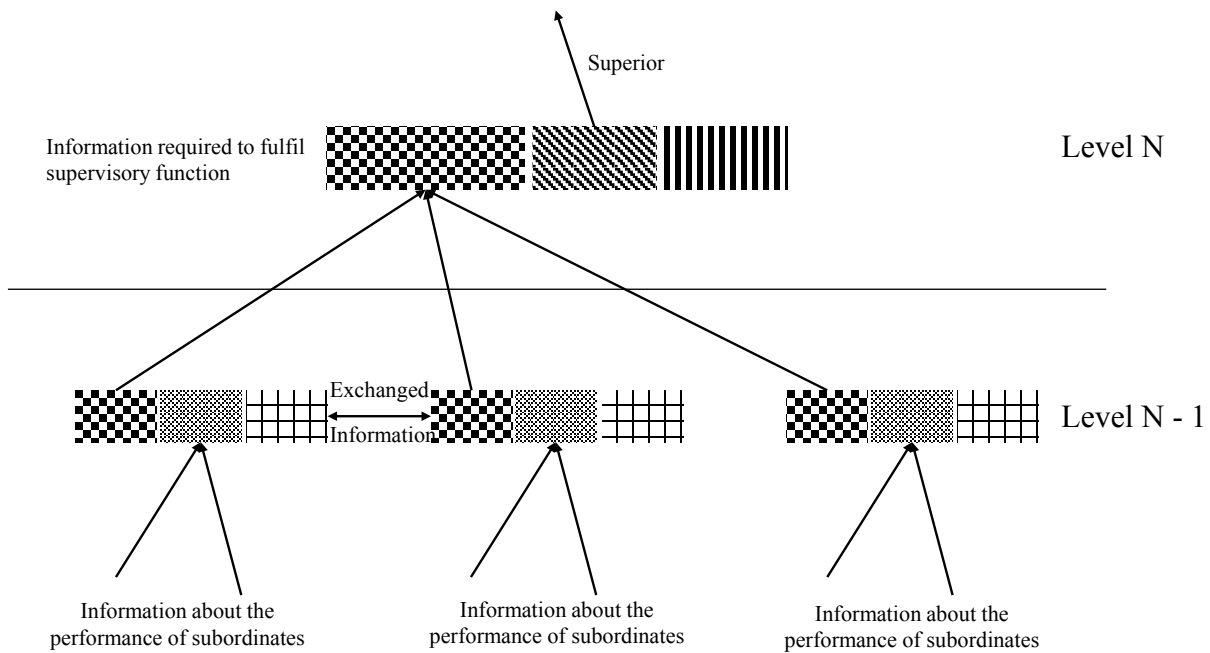 Superior
Information required to fulfil
supervisory function
Level N
Exchanged
Information
Level N - 1
Information about the
performance of subordinates
Information about the
performance of subordinates
Information about the
performance of subordinates